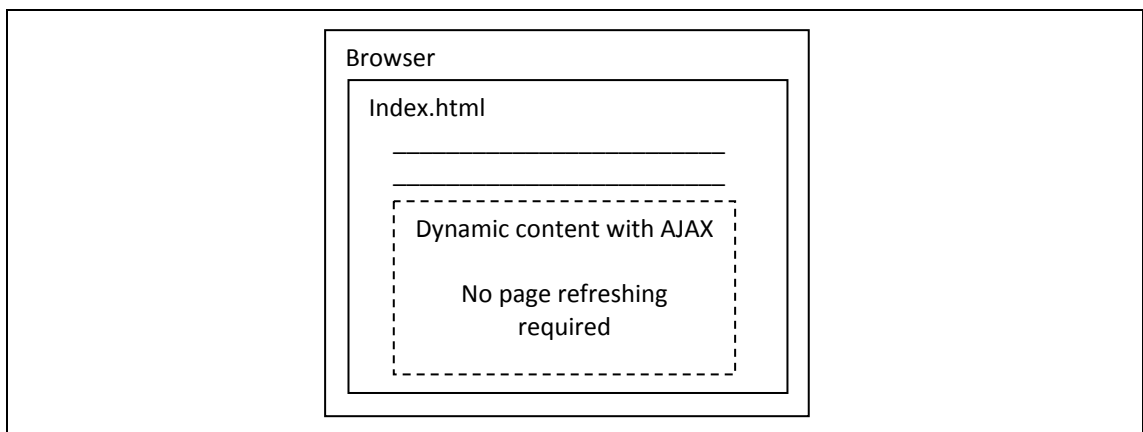 Browser
Index.html
Dynamic content with AJAX
No page refreshing
required